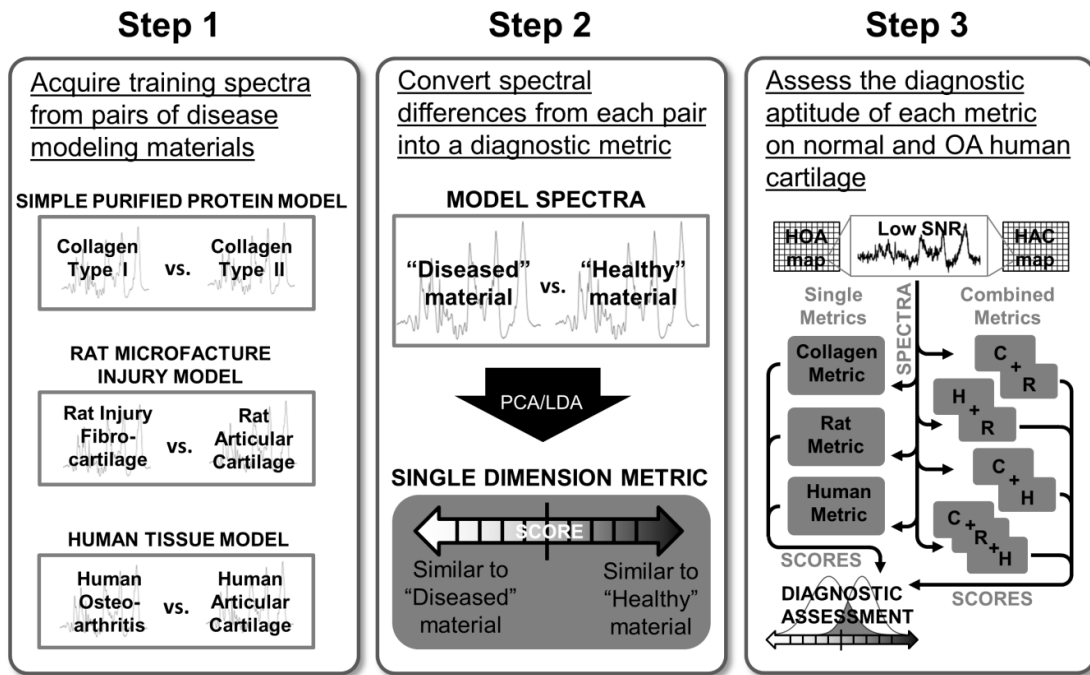 Step 1
Acquire training spectra
from pairs of disease
modeling materials
SIMPLE PURIFIED PROTEIN MODEL
Collagen
Type I
vs.
Collagen
Type II
RAT MICROFACTURE
INJURY MODEL
Rat Injury
Fibro-
cartilage
vs.
Rat
Articular
Cartilage
HUMAN TISSUE MODEL
Human
Osteo-
arthritis
vs.
Human
Articular
Cartilage
Step 2
Convert spectral
differences from each pair
into a diagnostic metric
MODEL SPECTRA
“Diseased”
material
vs.
“Healthy”
material
PCA/LDA
SINGLE DIMENSION METRIC
SCORE
Similar to
“Diseased”
material
Similar to
“Healthy”
material
Step 3
Assess the diagnostic
aptitude of each metric
on normal and OA human
cartilage
HOA
map
Low SNR
HAC
map
Single
Metrics
SPECTRA
Combined
Metrics
Collagen
Metric
Rat
Metric
Human
Metric
C
+
R
H
+
R
C
+
H
C
+
R
+
H
SCORES
SCORES
DIAGNOSTIC
ASSESSMENT